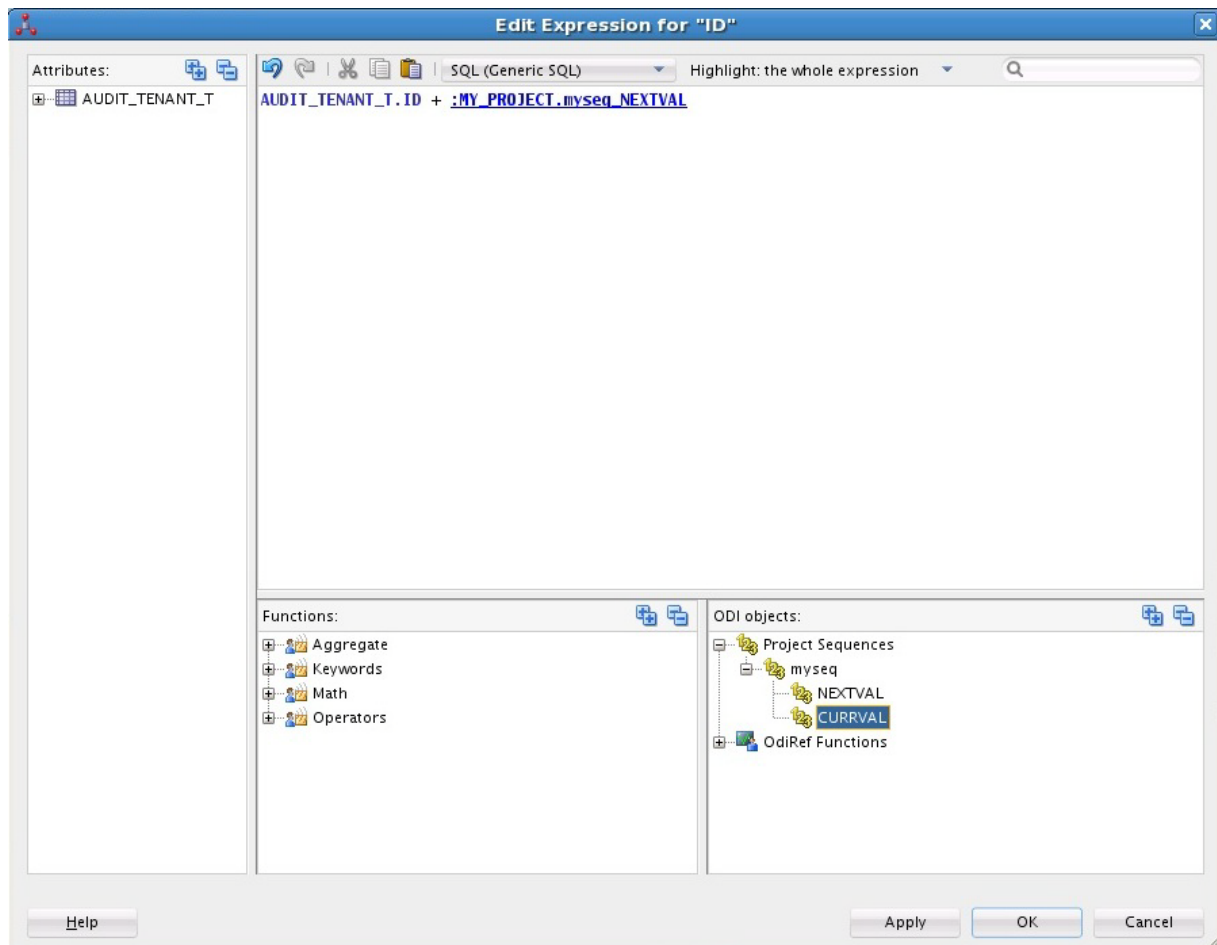 Edit Expression for "ID"
Attributes:
SQL (Generic SQL)
Highlight: the whole expression
AUDIT_TENANT_T
AUDIT_TENANT_T.ID + :MY_PROJECT.myseq_NEXTVAL
Functions:
Aggregate
Keywords
Math
Operators
ODI objects:
Project Sequences
myseq
NEXTVAL
CURRVAL
OdiRef Functions
Help
Apply
OK
Cancel